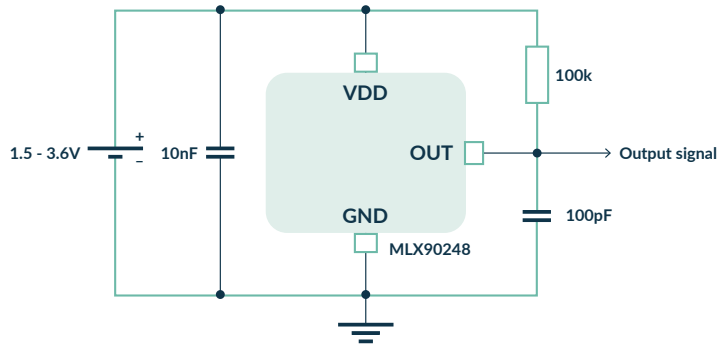 VDD
100k
+
1.5 - 3.6V
–
10nF
OUT
Output signal
GND
100pF
MLX90248